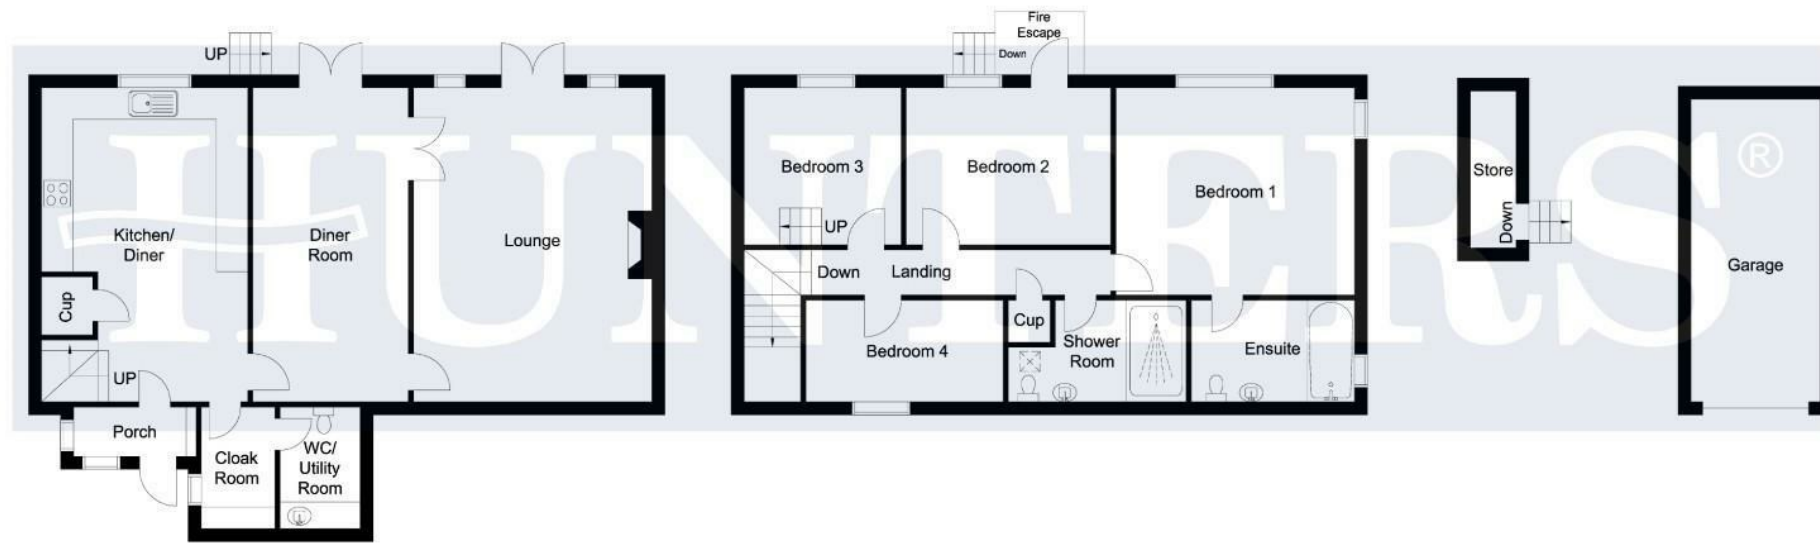 UP
Kitchen/
Diner
Cup
UP
Diner
Room
Lounge
Porch
Cloak
Room
WC/
Utility
Room
Fire
Escape
Down
Bedroom 3
UP
Bedroom 2
Bedroom 1
Down
Landing
Cup
Bedroom 4
Shower
Room
Ensuite
Store
Down
Garage
HUNTERS®